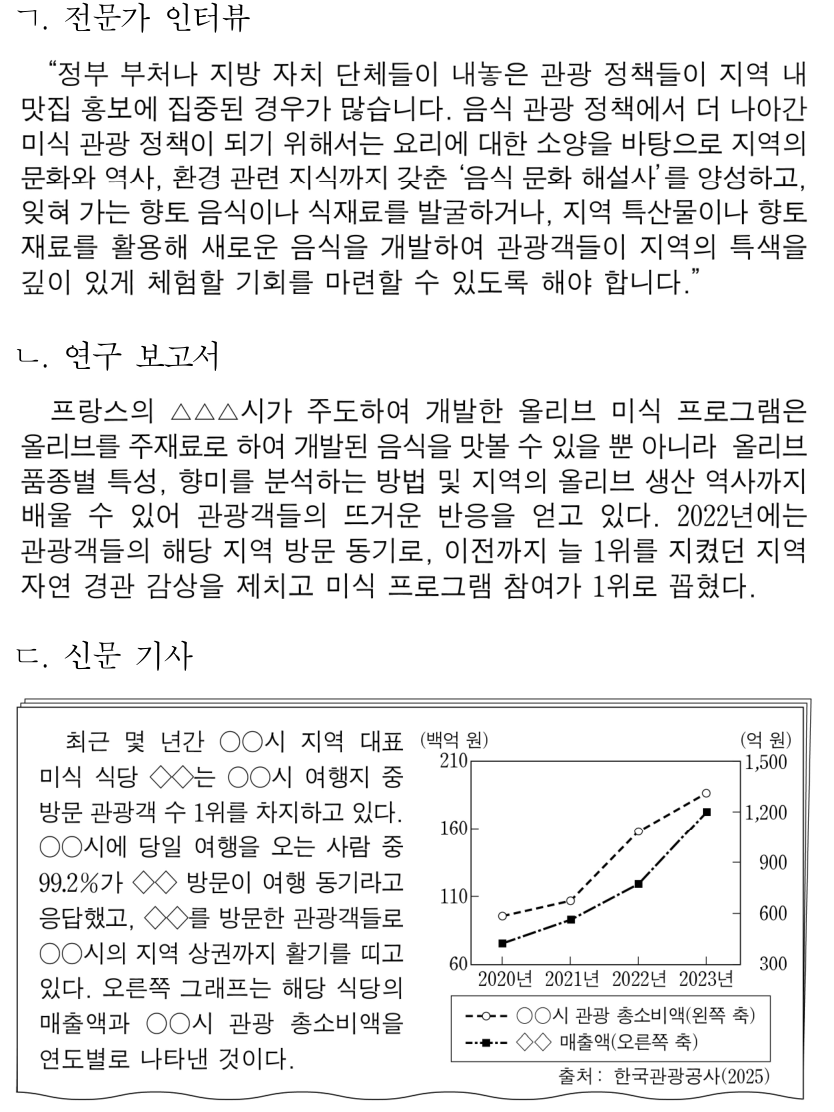 ㄱ. 전문가 인터뷰
“정부 부처나 지방 자치 단체들이 내놓은 관광 정책들이 지역 내
맛집 홍보에 집중된 경우가 많습니다. 음식 관광 정책에서 더 나아간
미식 관광 정책이 되기 위해서는 요리에 대한 소양을 바탕으로 지역의
문화와 역사, 환경 관련 지식까지 갖춘 ‘음식 문화 해설사’를 양성하고,
잊혀 가는 향토 음식이나 식재료를 발굴하거나, 지역 특산물이나 향토
재료를 활용해 새로운 음식을 개발하여 관광객들이 지역의 특색을
깊이 있게 체험할 기회를 마련할 수 있도록 해야 합니다.”
ㄴ. 연구 보고서
프랑스의 △△△시가 주도하여 개발한 올리브 미식 프로그램은
올리브를 주재료로 하여 개발된 음식을 맛볼 수 있을 뿐 아니라 올리브
품종별 특성, 향미를 분석하는 방법 및 지역의 올리브 생산 역사까지
배울 수 있어 관광객들의 뜨거운 반응을 얻고 있다. 2022년에는
관광객들의 해당 지역 방문 동기로, 이전까지 늘 1위를 지켰던 지역
자연 경관 감상을 제치고 미식 프로그램 참여가 1위로 꼽혔다.
ㄷ. 신문 기사
최근 몇 년간 ○○시 지역 대표
미식 식당 ◇◇는 ○○시 여행지 중
방문 관광객 수 1위를 차지하고 있다.
○○시에 당일 여행을 오는 사람 중
99.2%가 ◇◇ 방문이 여행 동기라고
응답했고, ◇◇를 방문한 관광객들로
○○시의 지역 상권까지 활기를 띠고
있다. 오른쪽 그래프는 해당 식당의
매출액과 ○○시 관광 총소비액을
연도별로 나타낸 것이다.
(백억 원) (억 원)
210 1,500
1,200
160
900
110
600
60 300
2020년 2021년 2022년 2023년
○○시 관광 총소비액(왼쪽 축)
◇◇ 매출액(오른쪽 축)
출처: 한국관광공사(2025)